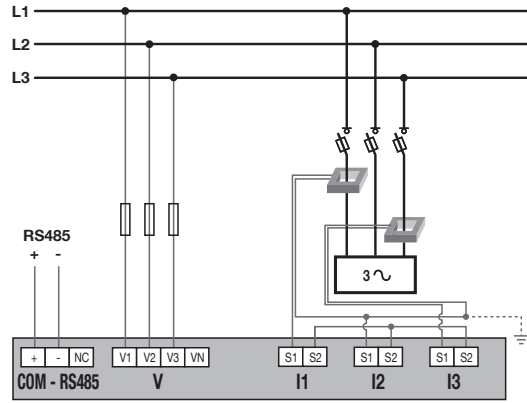 L1
L2
L3
RS485
+ -
3
+ - NC V1 V2 V3 VN S1 S2 S1 S2 S1 S2
COM - RS485 V I1 I2 I3